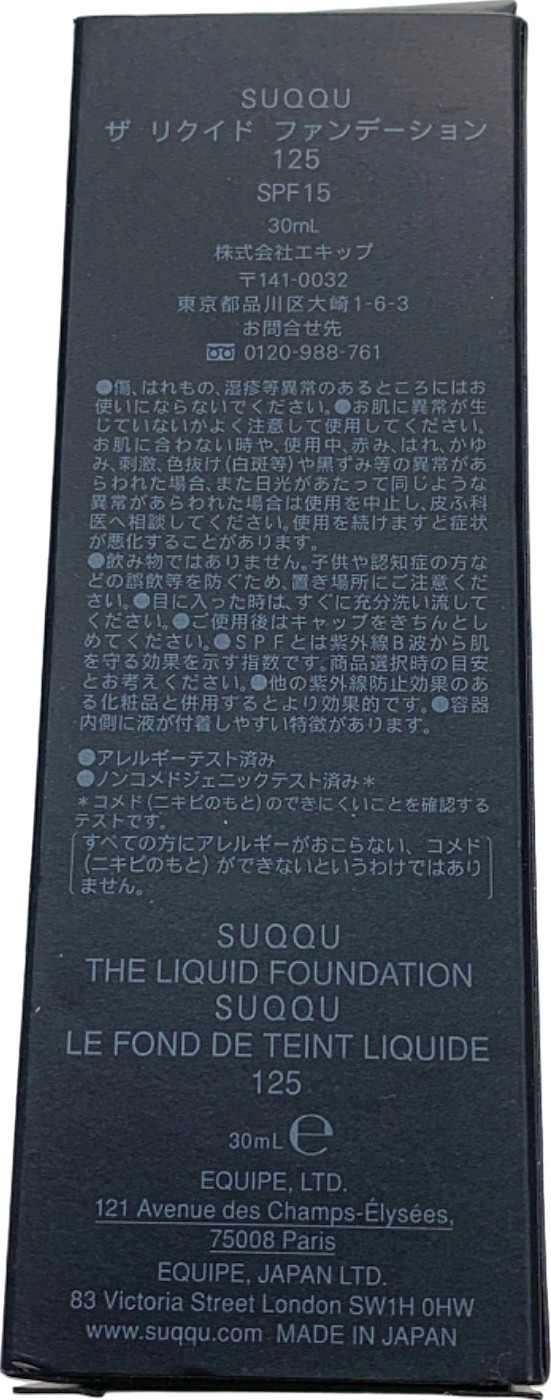 SUQQU
ザ リクイド ファンデーション
125
SPF15
30mL
株式会社エキップ
〒141-0032
東京都品川区大崎1-6-3
お問合せ先
0120-988-761
●傷、はれもの、湿疹等異常のあるところにはお
使いにならないでください。●お肌に異常が生
じていないかよく注意して使用してください。
お肌に合わない時や、使用中、赤み、はれ、かゆ
み、刺激、色抜け(白斑等)や黒ずみ等の異常があ
らわれた場合、また日光があたって同じような
異常があらわれた場合は使用を中止し、皮ふ科
医へ相談してください。使用を続けますと症状
が悪化することがあります。
●飲み物ではありません。子供や認知症の方な
どの誤飲等を防ぐため、置き場所にご注意くだ
さい。●目に入った時は、すぐに充分洗い流して
ください。●ご使用後はキャップをきちんとし
めてください。●SPFとは紫外線B波から肌
を守る効果を示す指数です。商品選択時の目安
とお考えください。●他の紫外線防止効果のあ
る化粧品と併用するとより効果的です。●容器
内側に液が付着しやすい特徴があります。
●アレルギーテスト済み
●ノンコメドジェニックテスト済み＊
＊コメド(ニキビのもと)のできにくいことを確認する
テストです。
すべての方にアレルギーがおこらない、コメド
(ニキビのもと)ができないというわけではあり
ません。
SUQQU
THE LIQUID FOUNDATION
SUQQU
LE FOND DE TEINT LIQUIDE
125
30mL ℮
EQUIPE, LTD.
121 Avenue des Champs-Élysées,
75008 Paris
EQUIPE, JAPAN LTD.
83 Victoria Street London SW1H 0HW
www.suqqu.com MADE IN JAPAN